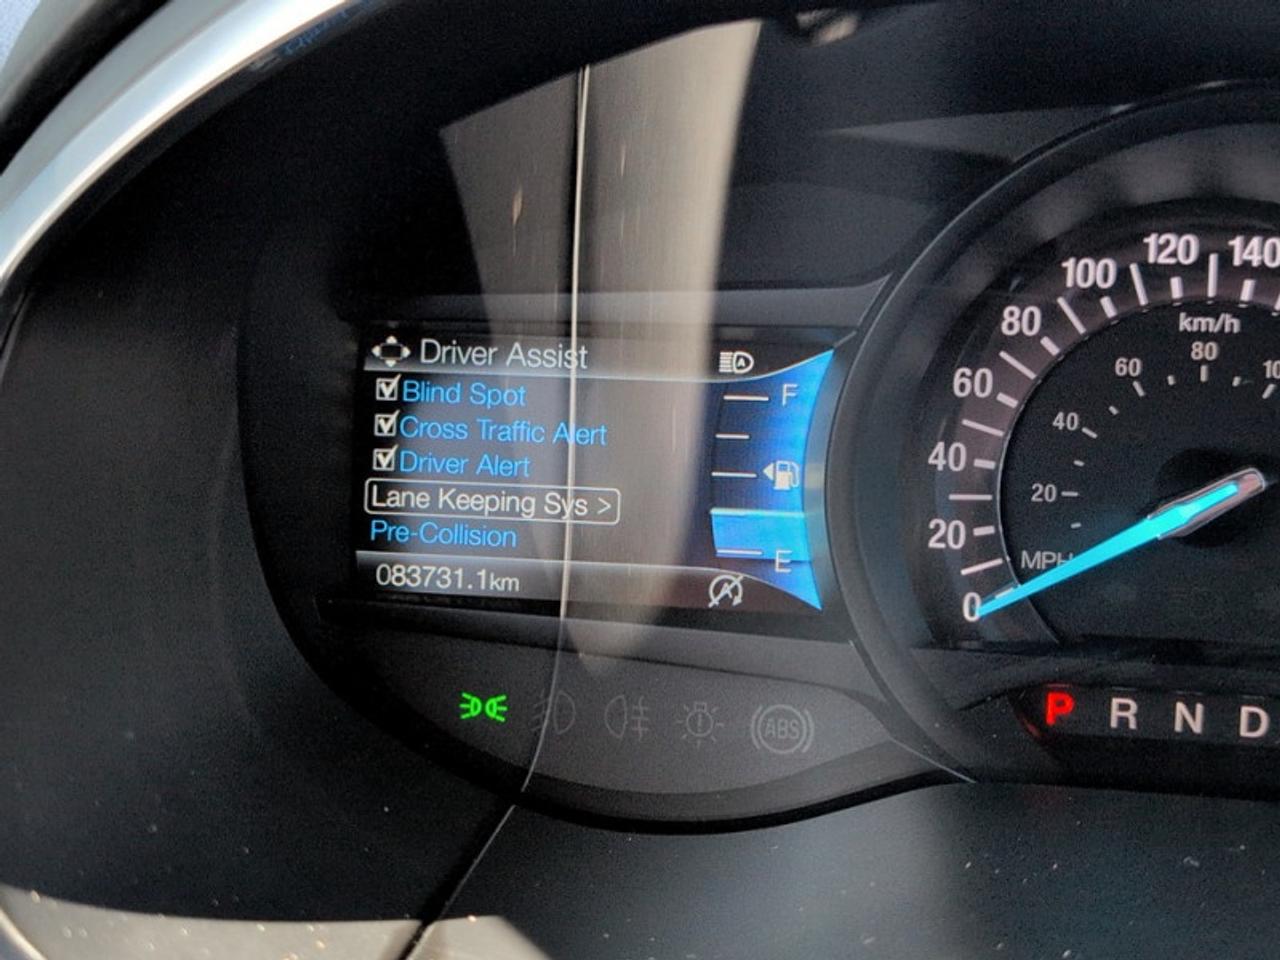 Driver Assist
Blind Spot
Cross Traffic Alert
Driver Alert
Lane Keeping Sys >
Pre-Collision
083731.1km
F
E
A
A
ABS
0
20
40
60
80
100
120
140
km/h
20
40
60
80
10
MPH
P R N D